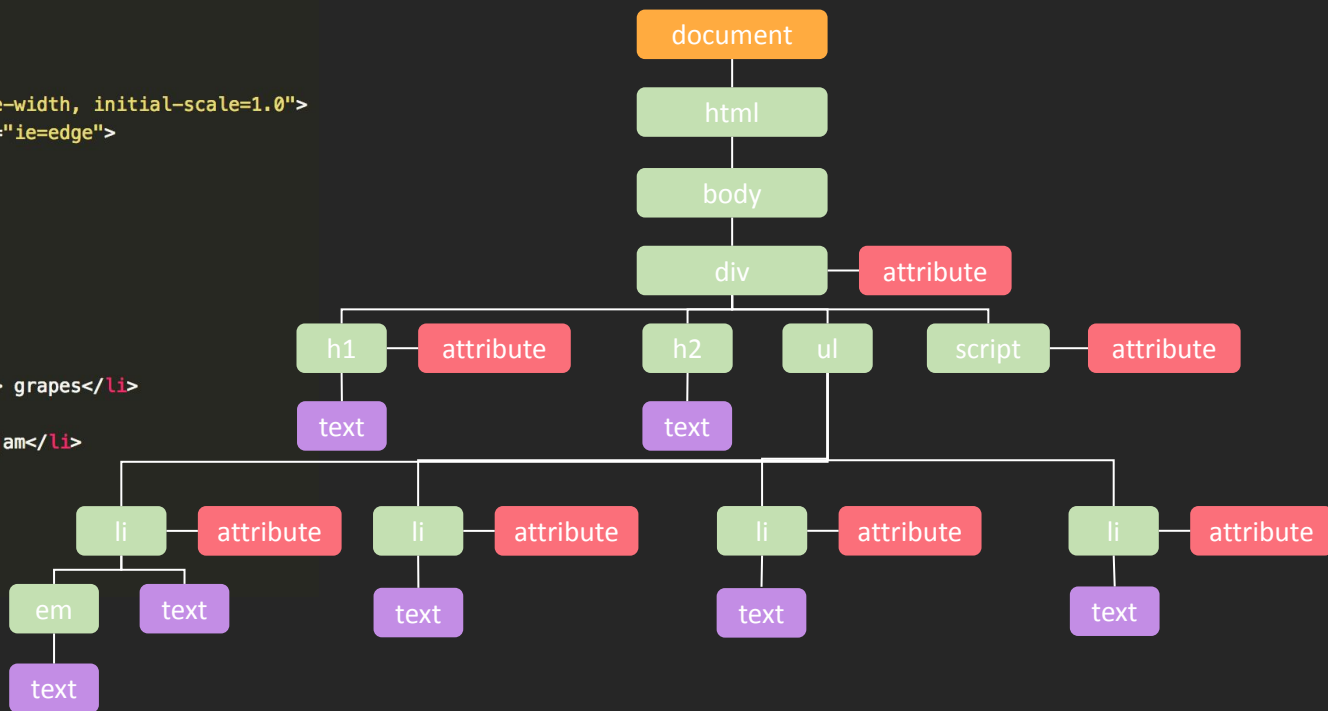 document
e-width, initial-scale=1.0">
html
="ie=edge">
body
div attribute
h1 attribute h2 ul script attribute
> grapes</li>
text text
am</li>
li attribute li attribute li attribute li attribute
em text text text text
text